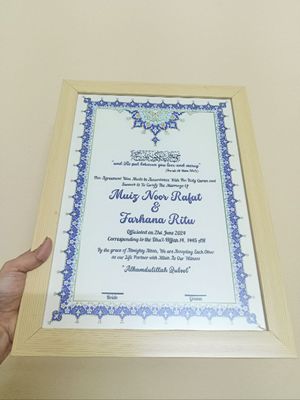 "and He put between you love and mercy"
This Agreement Was Made In Accordance With The Holy Quran and
Sunnah Is To Certify The Marriage Of
Muiz Noor Rafat
&
Farhana Ritu
Officiated on 21st June 2024
Corresponding to the Dhu'l-Hijjah 14, 1445 AH
By the grace of Almighty Allah, We are Accepting Each Other
as our Life Partner with Allah As Our Witness
"Alhamdulillah Qubool"
Bride Groom